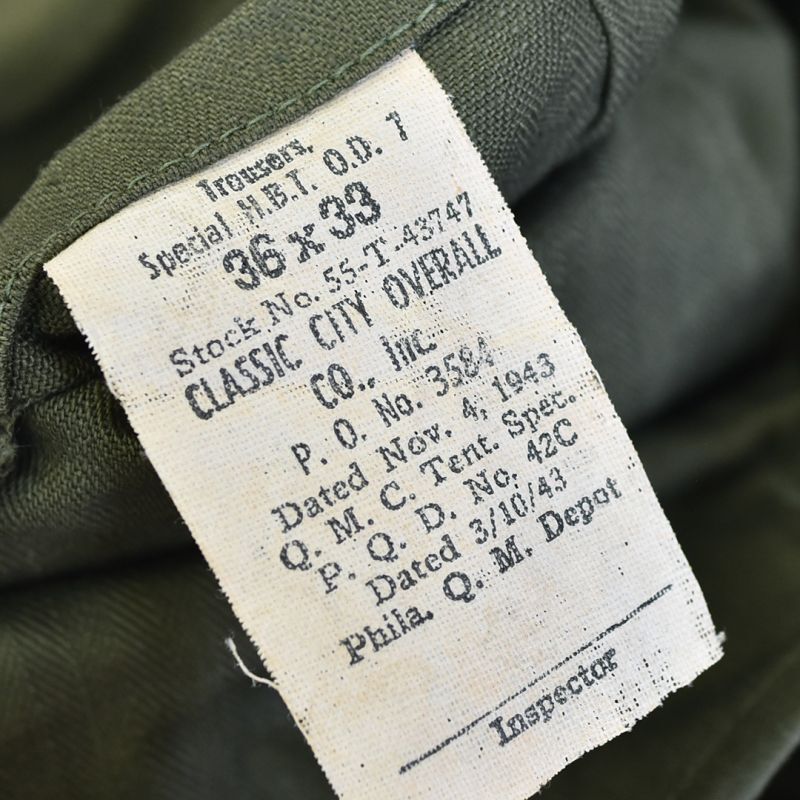 Trousers,
Special H.B.T. O.D. 7
36 x 33
Stock No. 55-T-43747
CLASSIC CITY OVERALL
CO., Inc
P. O. No. 3584
Dated Nov. 4, 1943
Q. M. C. Tent. Spec.
P. Q. D. No. 42C
Dated 3/10/43
Phila. Q. M. Depot
Inspector